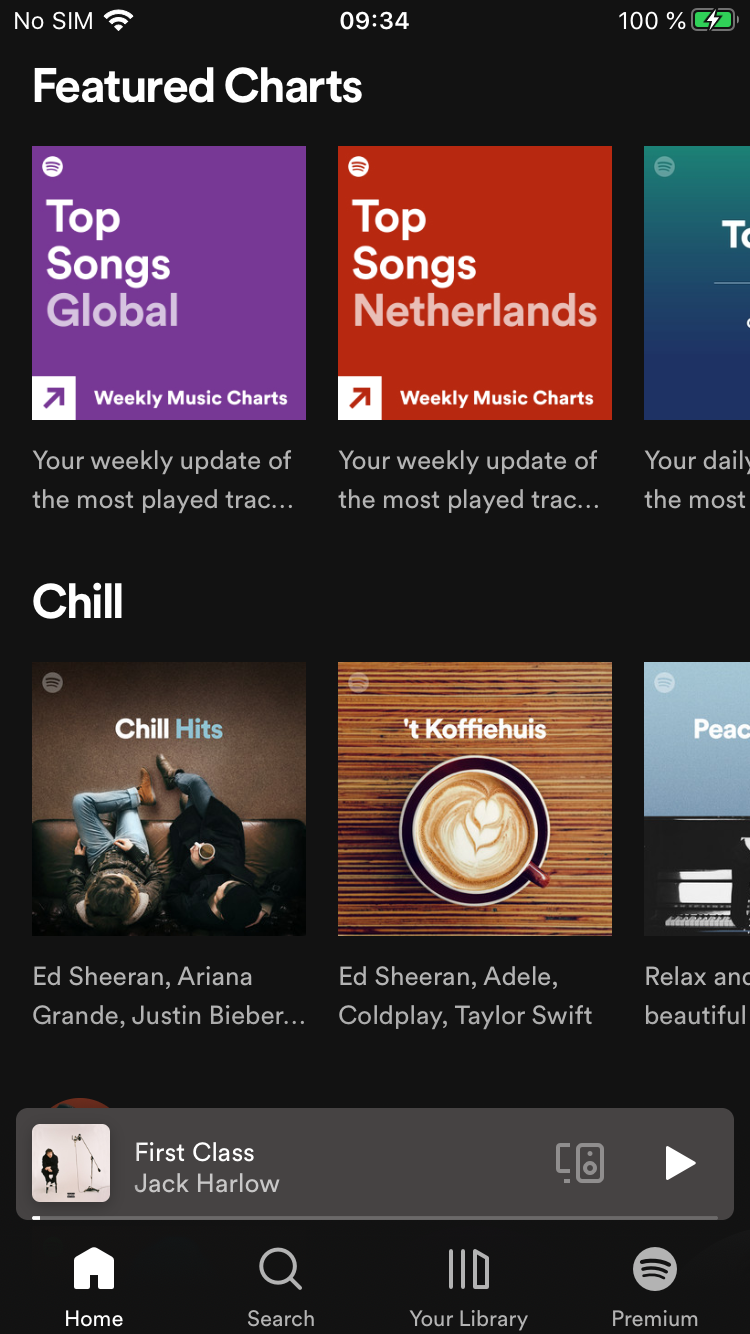 No SIM 09:34 100 %
Featured Charts
Top
Songs
Global
Weekly Music Charts
Top
Songs
Netherlands
Weekly Music Charts
Your weekly update of
the most played trac...
Your weekly update of
the most played trac...
Your daily
the most
Chill
Chill Hits
't Koffiehuis
Ed Sheeran, Ariana
Grande, Justin Bieber...
Ed Sheeran, Adele,
Coldplay, Taylor Swift
Relax and
beautiful
First Class
Jack Harlow
Home Search Your Library Premium